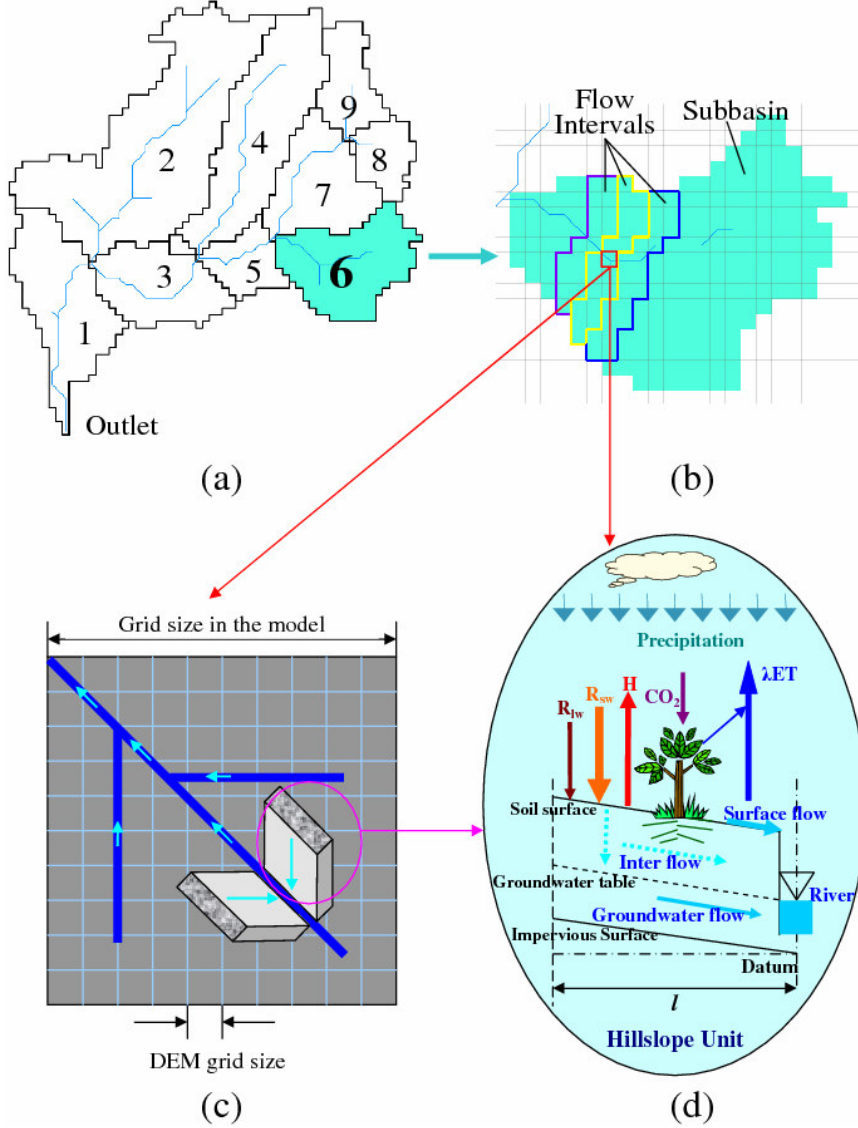 9
2
4
8
7
6
3
5
1
Outlet
(a)
Flow
Intervals
Subbasin
(b)
Grid size in the model
DEM grid size
(c)
Precipitation
R_lw
R_sw
H
CO₂
λET
Soil surface
Surface flow
Inter flow
Groundwater table
River
Groundwater flow
Impervious Surface
Datum
l
Hillslope Unit
(d)